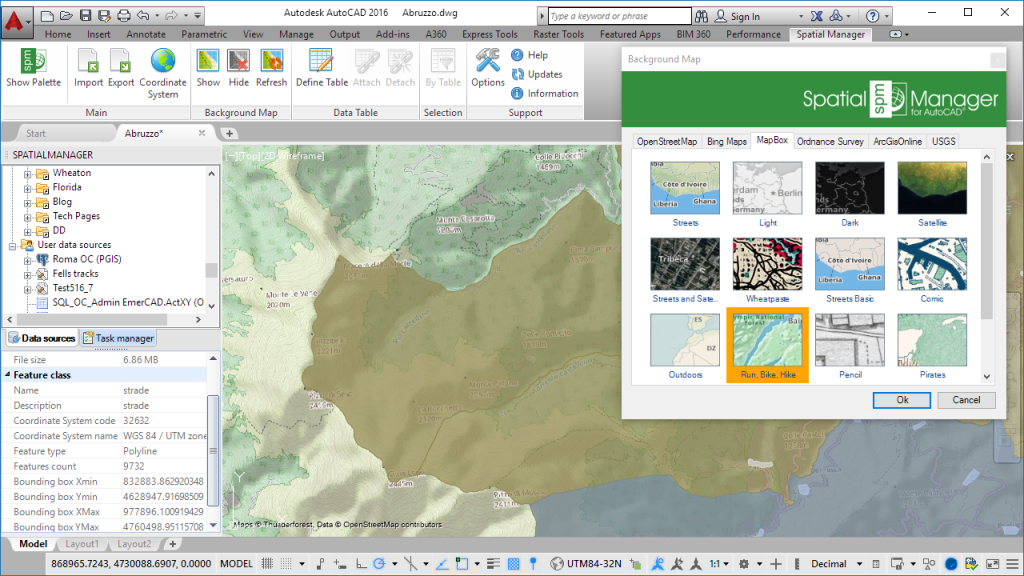 Autodesk AutoCAD 2016 Abruzzo.dwg
Type a keyword or phrase
Sign In
Home Insert Annotate Parametric View Manage Output Add-ins A360 Express Tools Raster Tools Featured Apps BIM 360 Performance Spatial Manager
Show Palette
Import
Export
Coordinate System
Main
Show
Hide
Refresh
Background Map
Define Table
Attach
Detach
Data Table
By Table
Selection
Options
Help
Updates
Information
Support
Start
Abruzzo*
SPATIALMANAGER
Wheaton
Florida
Blog
Tech Pages
DD
User data sources
Roma OC (PGIS)
Fells tracks
Test516_7
SQL_OC_Admin EmerCAD.ActXY (O
Data sources
Task manager
File size 6.86 MB
Feature class
Name strade
Description strade
Coordinate System code 32632
Coordinate System name WGS 84 / UTM zone
Feature type Polyline
Features count 9732
Bounding box Xmin 832883.862920348
Bounding box Ymin 4628947.91698509
Bounding box XMax 977896.100919438
Bounding box YMax 4760498.95115708
[−][Top][2D Wireframe]
Maps © Thunderforest, Data © OpenStreetMap contributors
Background Map
Spatial Manager
spm
for AutoCAD®
OpenStreetMap Bing Maps MapBox Ordnance Survey ArcGisOnline USGS
Côte d'Ivoire
Liberia
Ghana
Streets
Berlin
Germany
Light
Germany
Dark
Satellite
Tribeca
Streets and Sate...
Wheatpaste
Côte d'Ivoire
Liberia
Ghana
Streets Basic
Comic
ES
DZ
Outdoors
Run, Bike, Hike
Pencil
Pirates
Ok
Cancel
Model Layout1 Layout2
868965.7243, 4730088.6907, 0.0000 MODEL
UTM84-32N
1:1
Decimal